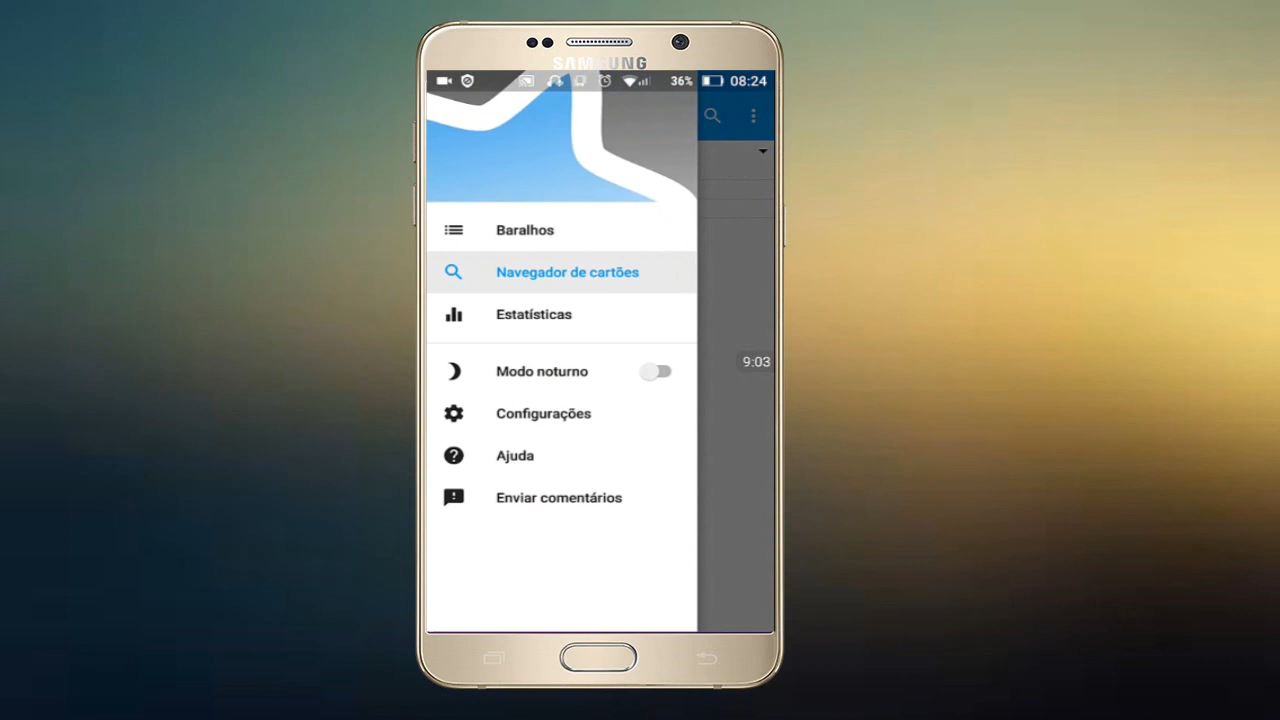 SAMSUNG
36% 08:24
Baralhos
Navegador de cartões
Estatísticas
9:03
Modo noturno
Configurações
Ajuda
Enviar comentários